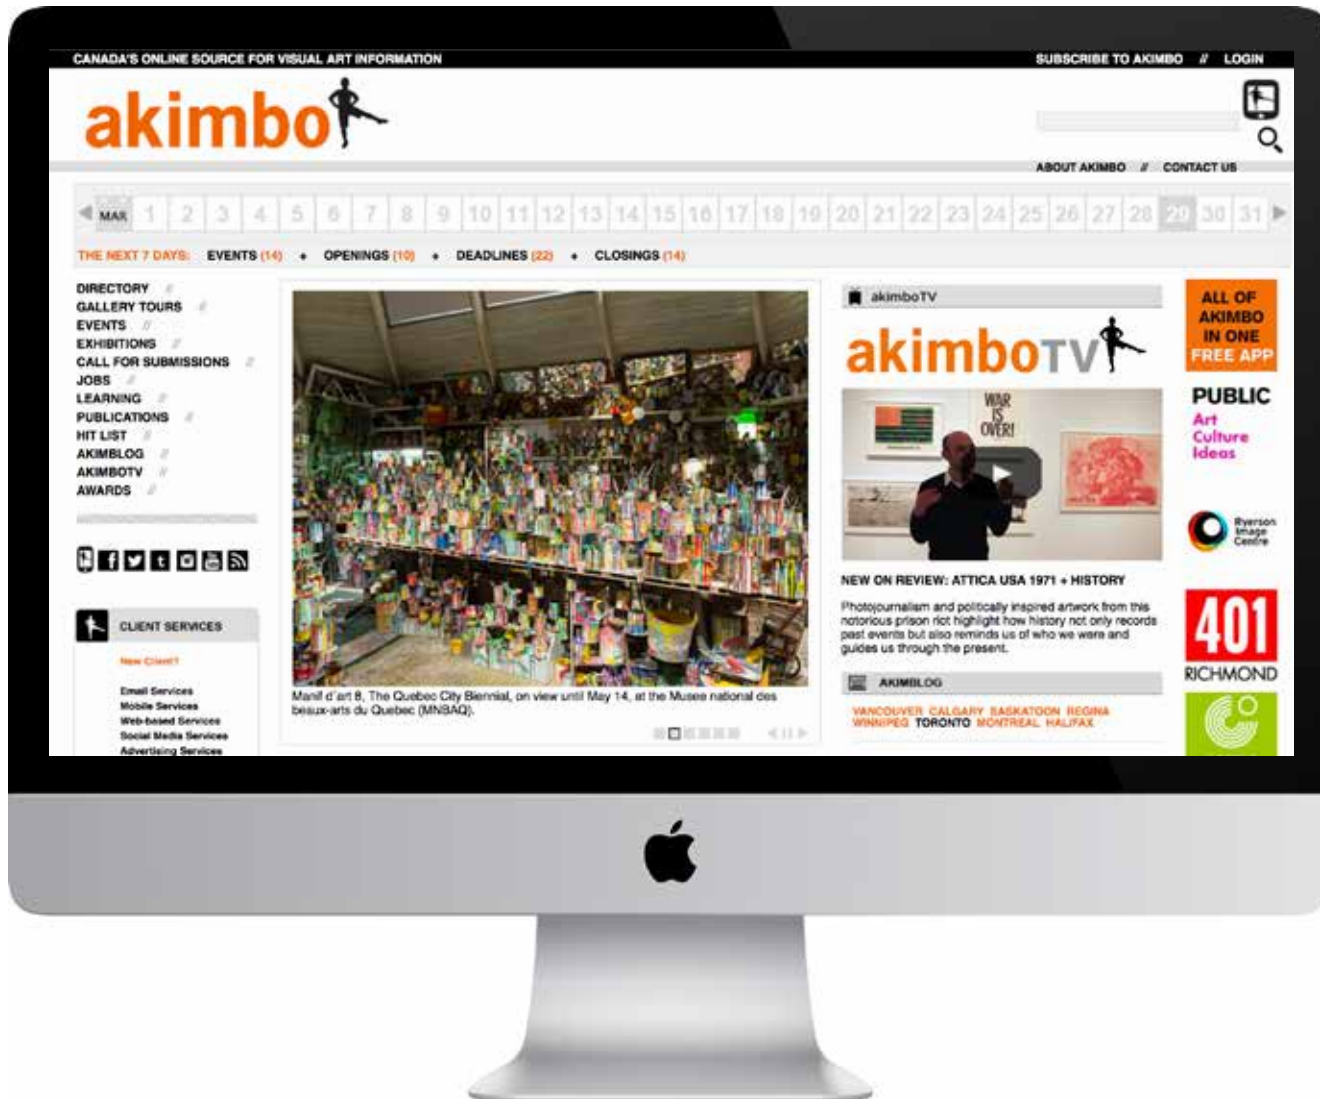 CANADA'S ONLINE SOURCE FOR VISUAL ART INFORMATION
SUBSCRIBE TO AKIMBO // LOGIN
akimbo
ABOUT AKIMBO // CONTACT US
MAR 1 2 3 4 5 6 7 8 9 10 11 12 13 14 15 16 17 18 19 20 21 22 23 24 25 26 27 28 29 30 31
THE NEXT 7 DAYS: EVENTS (14) • OPENINGS (10) • DEADLINES (22) • CLOSINGS (14)
DIRECTORY //
GALLERY TOURS //
EVENTS //
EXHIBITIONS //
CALL FOR SUBMISSIONS //
JOBS //
LEARNING //
PUBLICATIONS //
HIT LIST //
AKIMBLOG //
AKIMBOTV //
AWARDS //
CLIENT SERVICES
New Client?
Email Services
Mobile Services
Web-based Services
Social Media Services
Advertising Services
Manif d'art 8, The Quebec City Biennial, on view until May 14, at the Musee national des
beaux-arts du Quebec (MNBAQ).
akimboTV
akimboTV
WAR
IS
OVER!
NEW ON REVIEW: ATTICA USA 1971 + HISTORY
Photojournalism and politically inspired artwork from this
notorious prison riot highlight how history not only records
past events but also reminds us of who we were and
guides us through the present.
AKIMBLOG
VANCOUVER CALGARY SASKATOON REGINA
WINNIPEG TORONTO MONTREAL HALIFAX
ALL OF
AKIMBO
IN ONE
FREE APP
PUBLIC
Art
Culture
Ideas
Ryerson
Image
Centre
401
RICHMOND